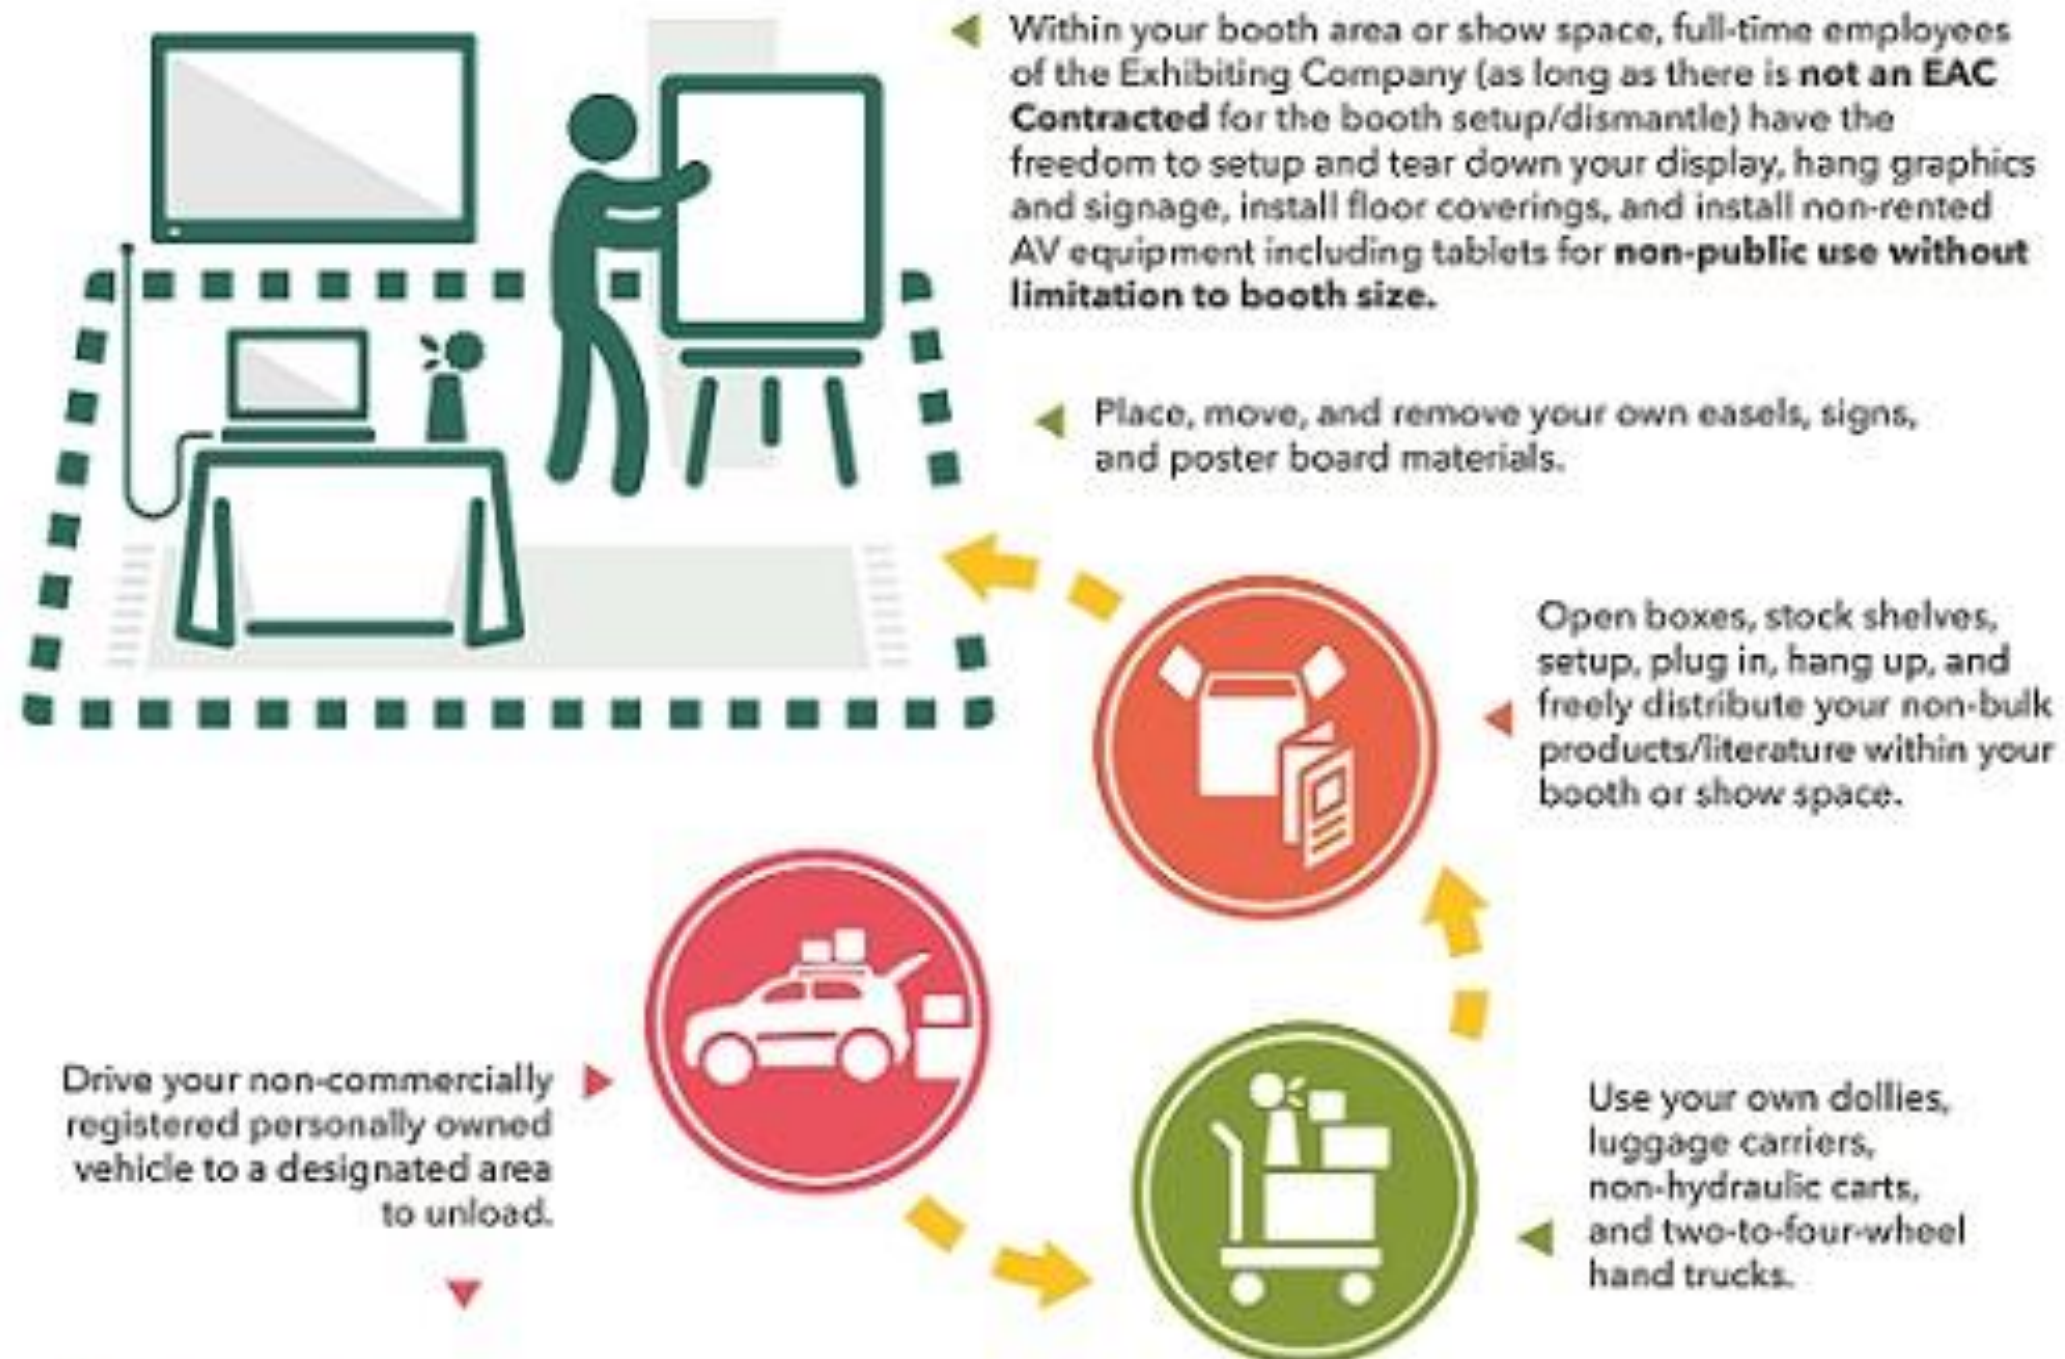 Within your booth area or show space, full-time employees
of the Exhibiting Company (as long as there is not an EAC
Contracted for the booth setup/dismantle) have the
freedom to setup and tear down your display, hang graphics
and signage, install floor coverings, and install non-rented
AV equipment including tablets for non-public use without
limitation to booth size.
Place, move, and remove your own easels, signs,
and poster board materials.
Open boxes, stock shelves,
setup, plug in, hang up, and
freely distribute your non-bulk
products/literature within your
booth or show space.
Drive your non-commercially
registered personally owned
vehicle to a designated area
to unload.
Use your own dollies,
luggage carriers,
non-hydraulic carts,
and two-to-four-wheel
hand trucks.